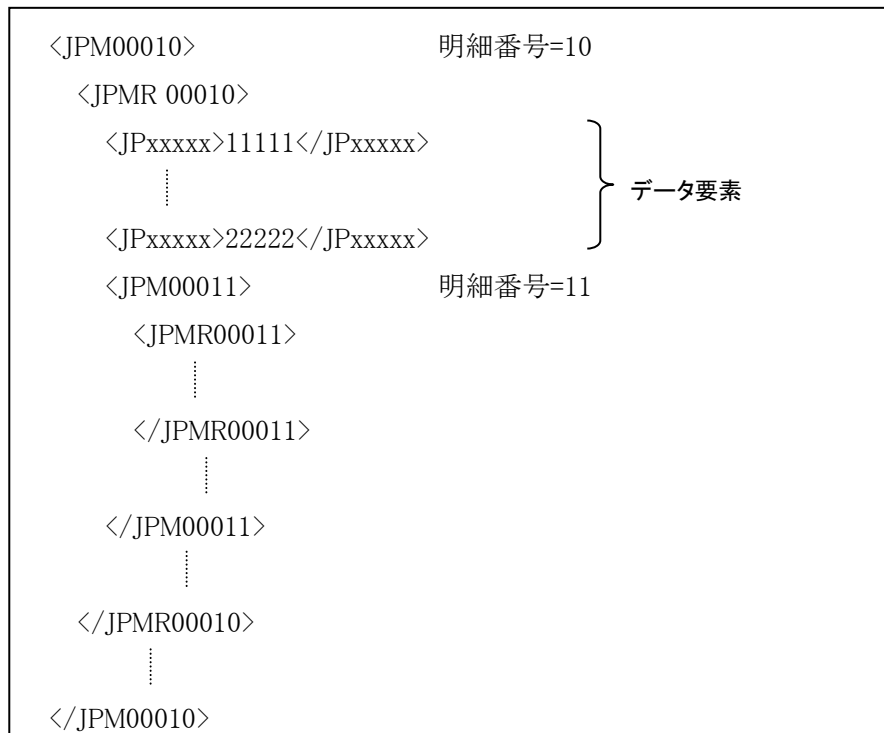 <JPM00010> 明細番号=10
<JPMR 00010>
<JPxxxxx>11111</JPxxxxx>
データ要素
<JPxxxxx>22222</JPxxxxx>
<JPM00011> 明細番号=11
<JPMR00011>
</JPMR00011>
</JPM00011>
</JPMR00010>
</JPM00010>